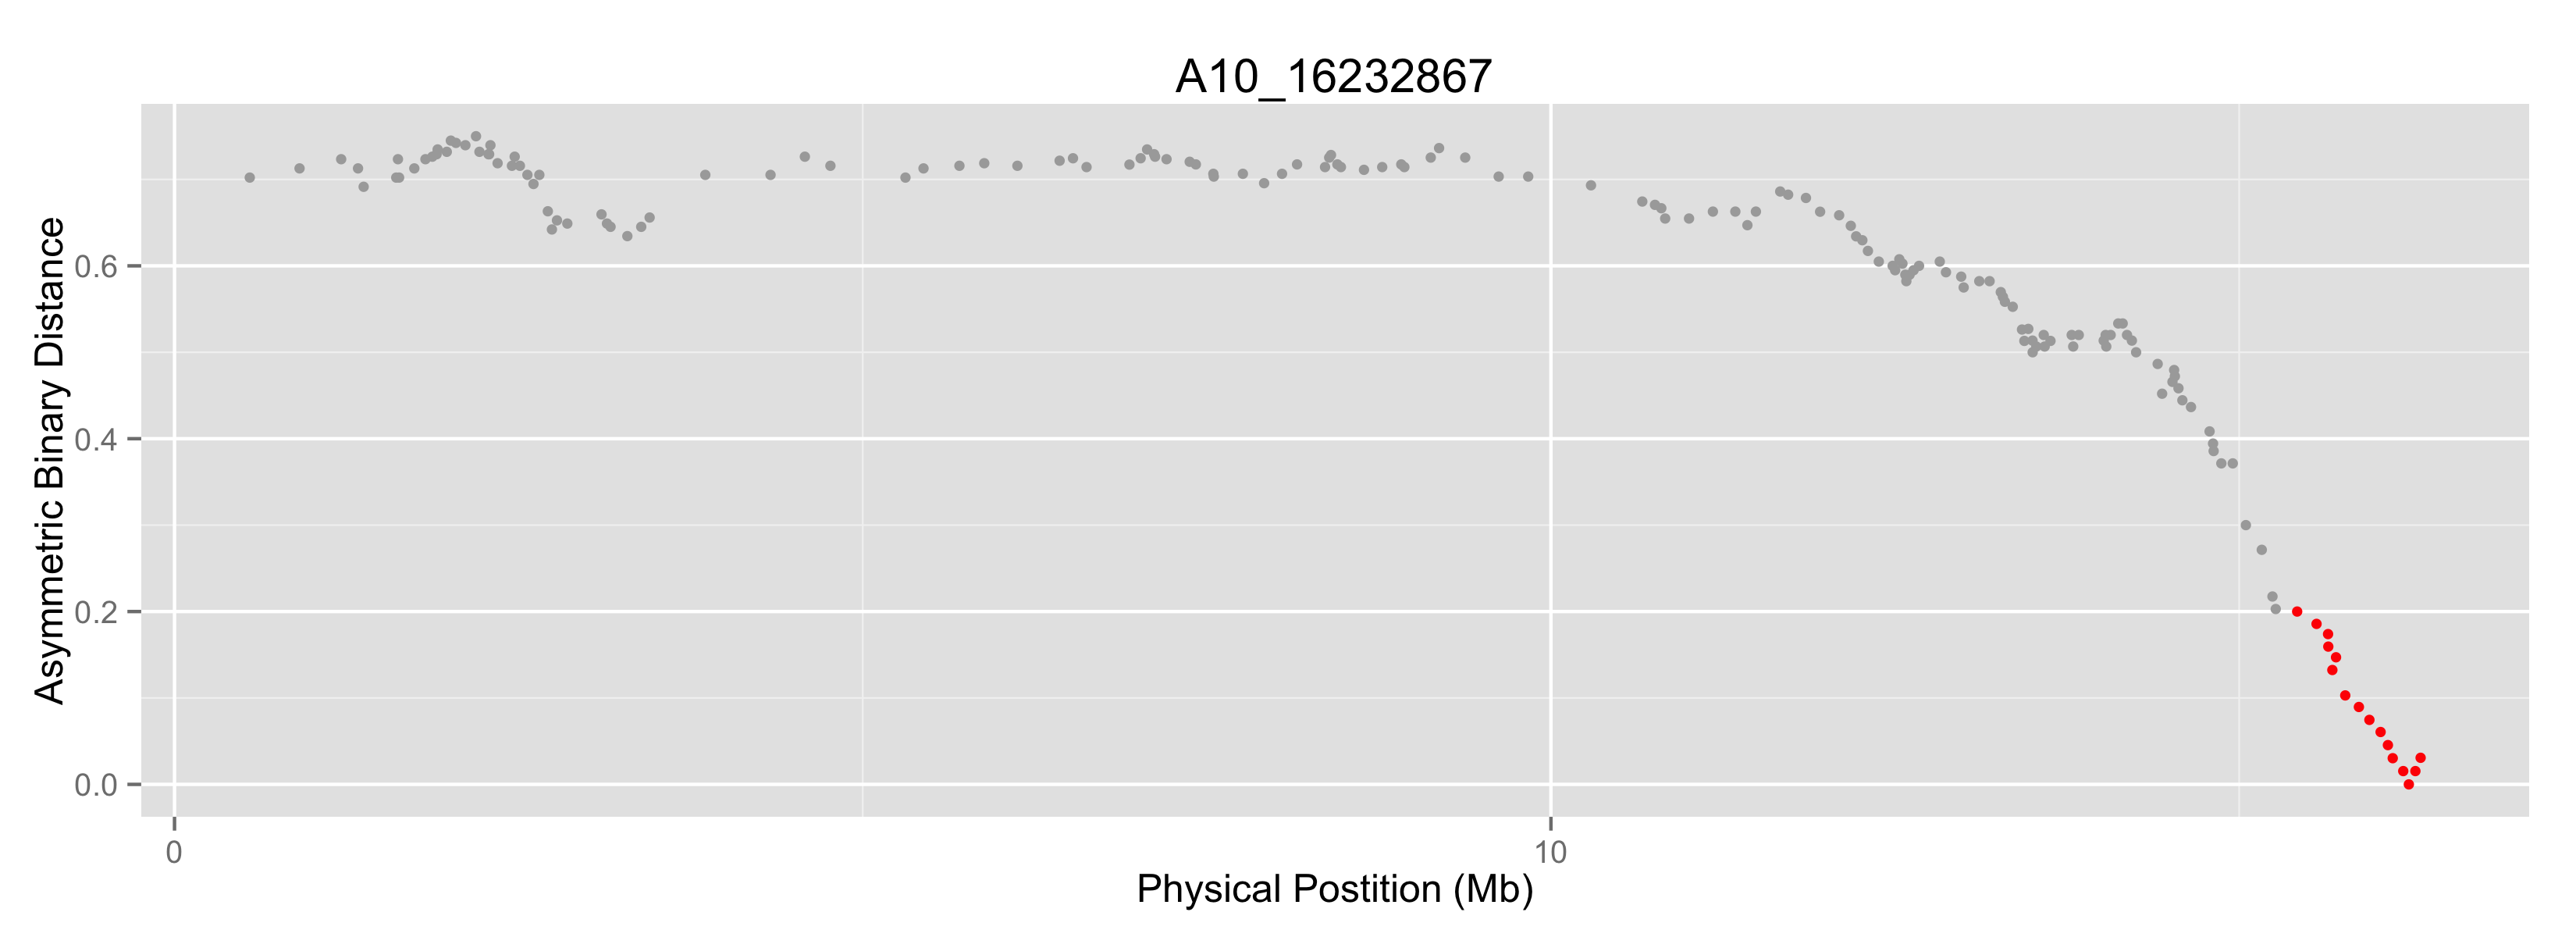 A10_16232867
Asymmetric Binary Distance
0.6
0.4
0.2
0.0
0
10
Physical Postition (Mb)